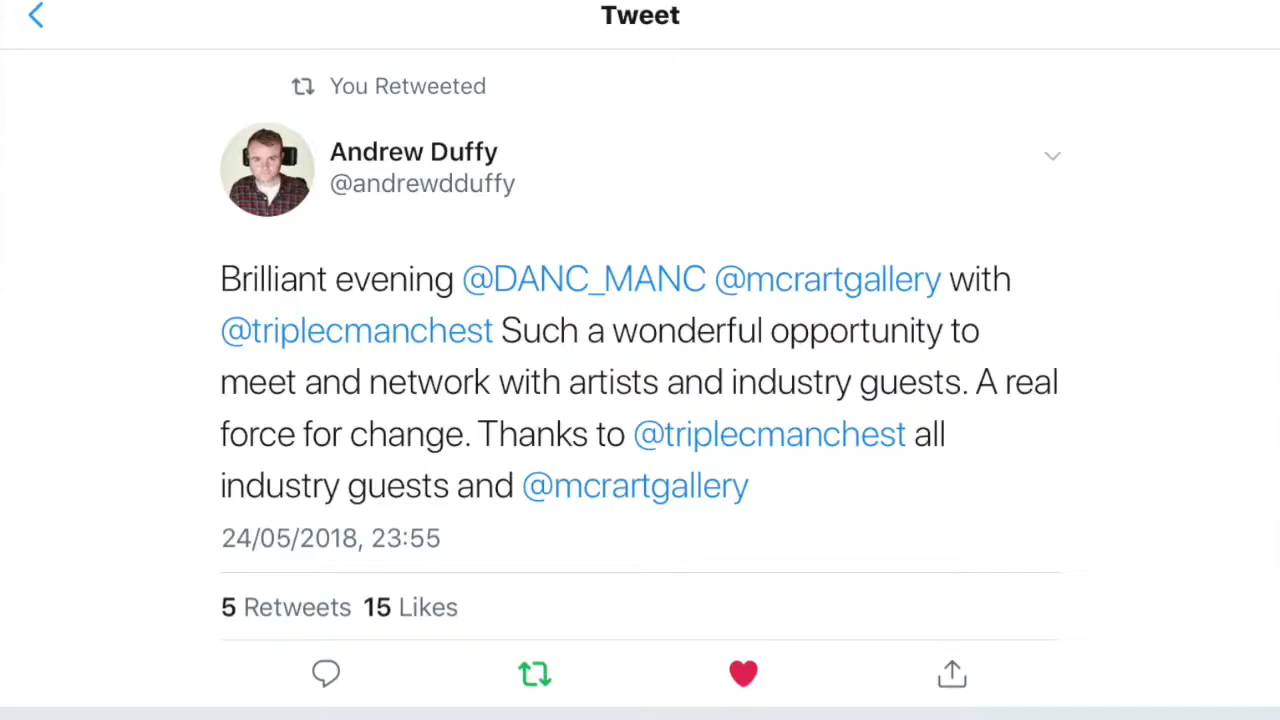 Tweet
You Retweeted
Andrew Duffy
@andrewdduffy
Brilliant evening @DANC_MANC @mcrartgallery with
@triplecmanchest Such a wonderful opportunity to
meet and network with artists and industry guests. A real
force for change. Thanks to @triplecmanchest all
industry guests and @mcrartgallery
24/05/2018, 23:55
5 Retweets 15 Likes